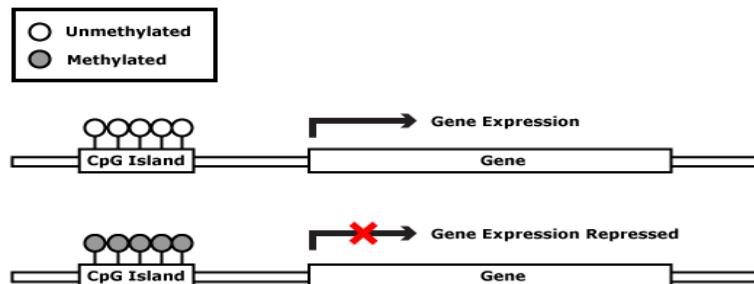 Unmethylated
Methylated
Gene Expression
CpG Island
Gene
Gene Expression Repressed
CpG Island
Gene